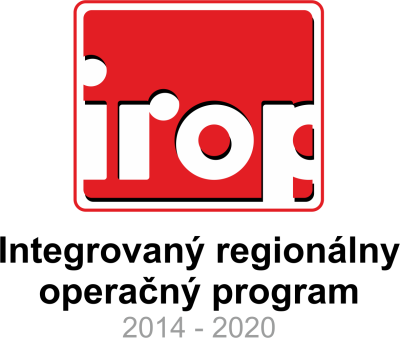 irop
Integrovaný regionálny
operačný program
2014 - 2020